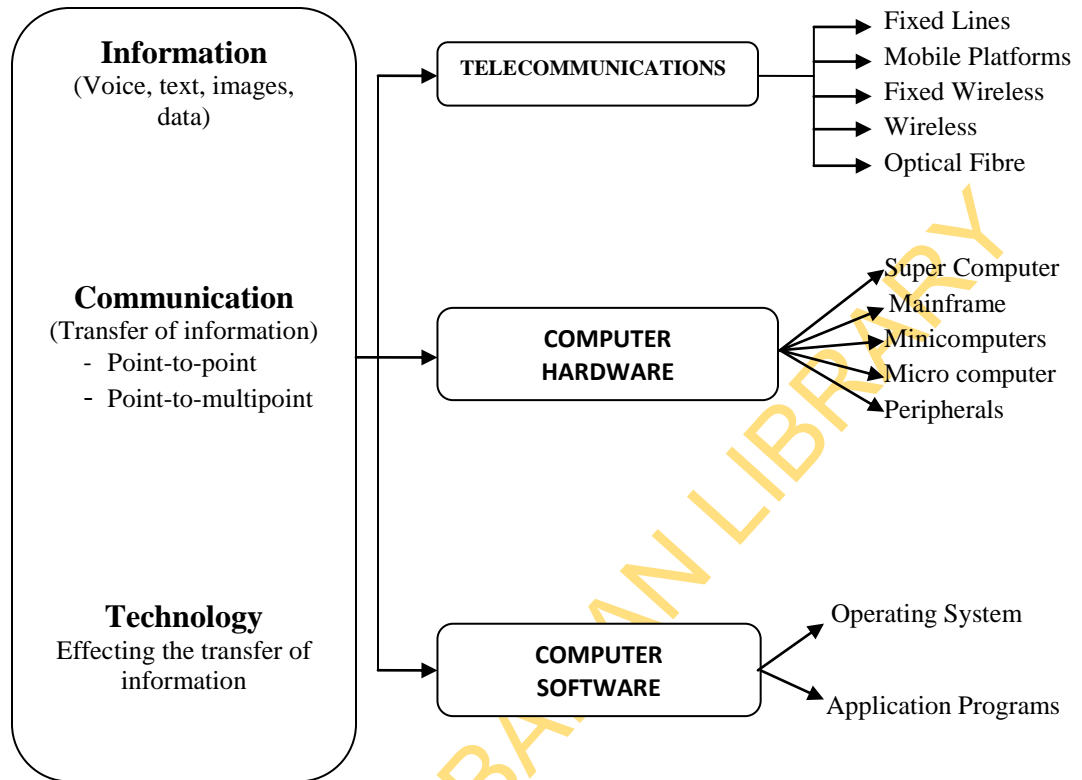 Information
(Voice, text, images,
data)
Communication
(Transfer of information)
- Point-to-point
- Point-to-multipoint
Technology
Effecting the transfer of
information
TELECOMMUNICATIONS
Fixed Lines
Mobile Platforms
Fixed Wireless
Wireless
Optical Fibre
COMPUTER
HARDWARE
Super Computer
Mainframe
Minicomputers
Micro computer
Peripherals
COMPUTER
SOFTWARE
Operating System
Application Programs
LIBRARY